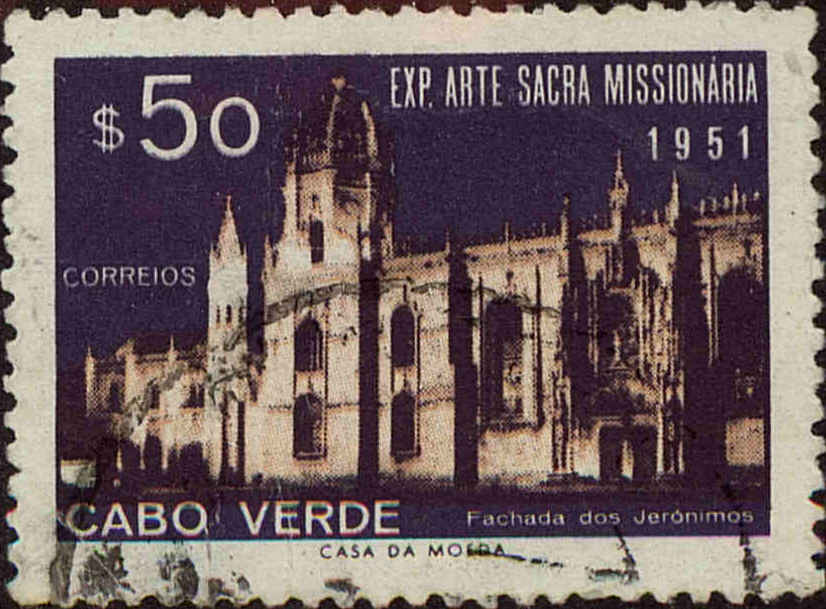 $50
EXP. ARTE SACRA MISSIONÁRIA
1951
CORREIOS
CABO VERDE
Fachada dos Jerónimos
CASA DA MOEDA